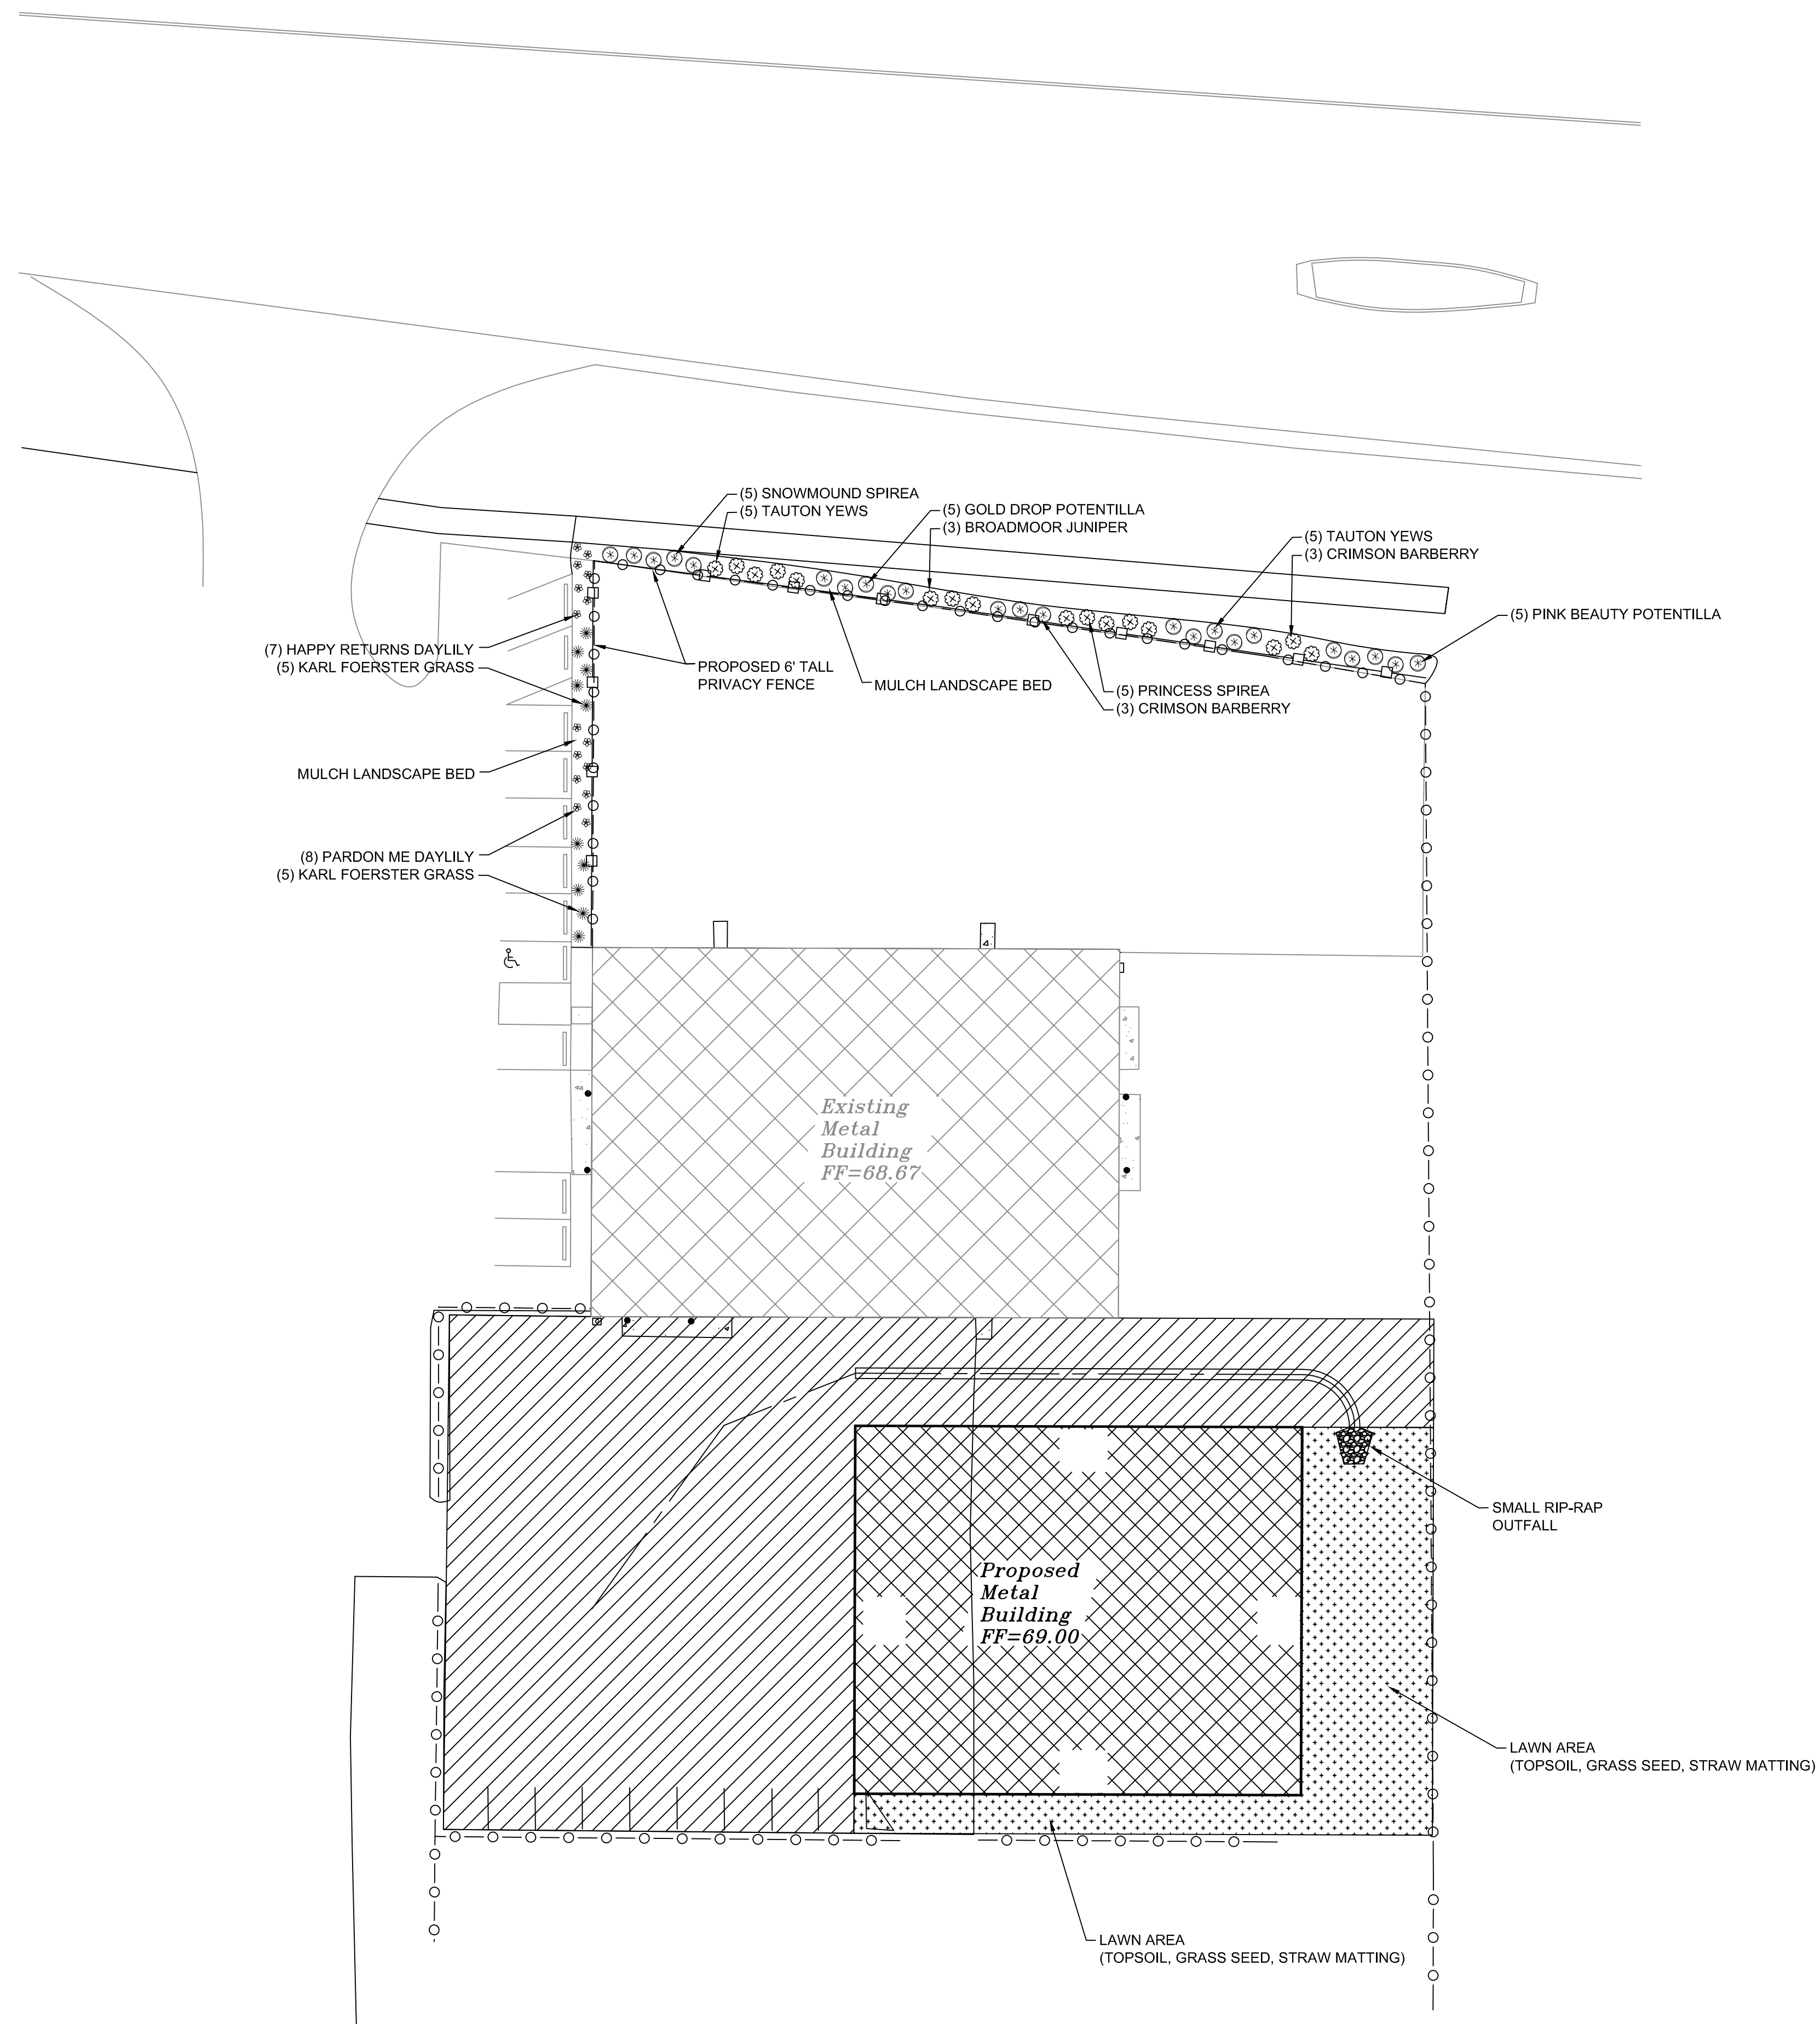 (5) SNOWMOUND SPIREA
(5) TAUTON YEWS
(5) GOLD DROP POTENTILLA
(3) BROADMOOR JUNIPER
(5) TAUTON YEWS
(3) CRIMSON BARBERRY
(5) PINK BEAUTY POTENTILLA
(7) HAPPY RETURNS DAYLILY
(5) KARL FOERSTER GRASS
PROPOSED 6' TALL
PRIVACY FENCE
MULCH LANDSCAPE BED
(5) PRINCESS SPIREA
(3) CRIMSON BARBERRY
MULCH LANDSCAPE BED
(8) PARDON ME DAYLILY
(5) KARL FOERSTER GRASS
Existing
Metal
Building
FF=68.67
SMALL RIP-RAP
OUTFALL
Proposed
Metal
Building
FF=69.00
LAWN AREA
(TOPSOIL, GRASS SEED, STRAW MATTING)
LAWN AREA
(TOPSOIL, GRASS SEED, STRAW MATTING)